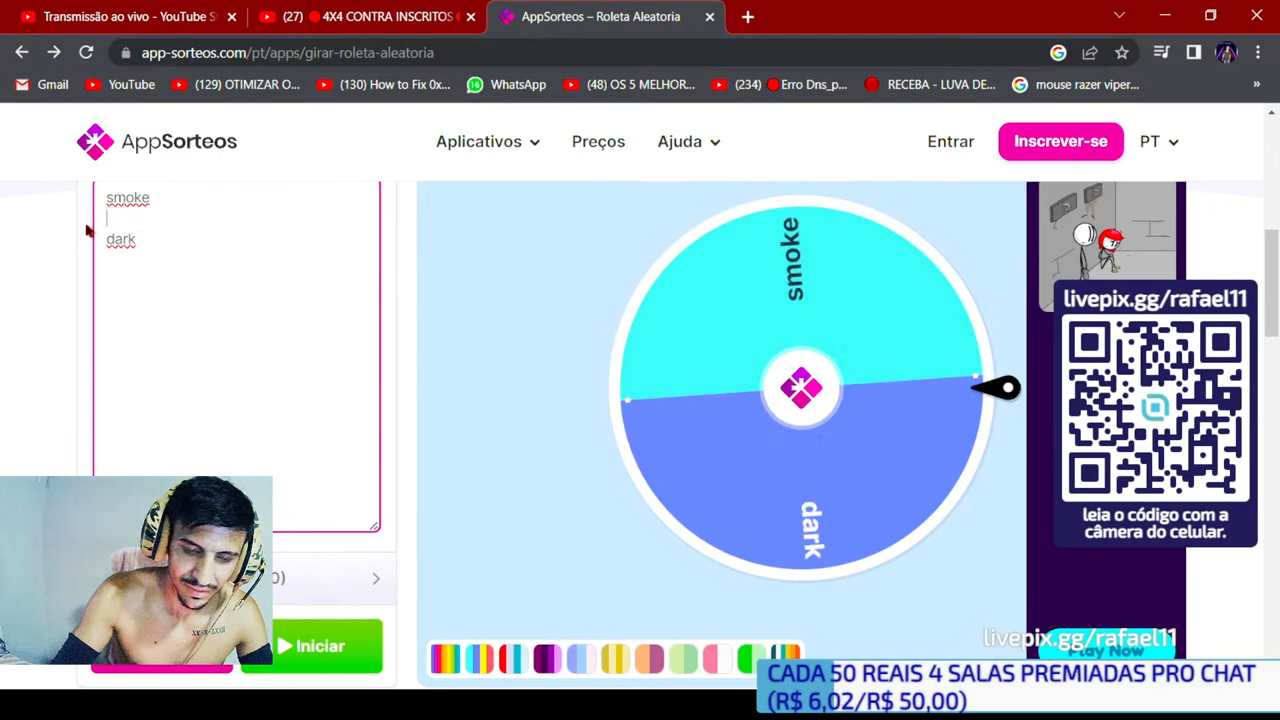 Transmissão ao vivo - YouTube S
(27) 4X4 CONTRA INSCRITOS
AppSorteos – Roleta Aleatoria
app-sorteos.com/pt/apps/girar-roleta-aleatoria
Gmail
YouTube
(129) OTIMIZAR O...
(130) How to Fix 0x...
16
WhatsApp
(48) OS 5 MELHOR...
(234) Erro Dns_p...
RECEBA - LUVA DE...
mouse razer viper...
»
AppSorteos
Aplicativos
Preços
Ajuda
Entrar
Inscrever-se
PT
smoke
dark
smoke
dark
livepix.gg/rafael11
leia o código com a
câmera do celular.
0)
Iniciar
livepix.gg/rafael11
Play Now
CADA 50 REAIS 4 SALAS PREMIADAS PRO CHAT
(R$ 6,02/R$ 50,00)